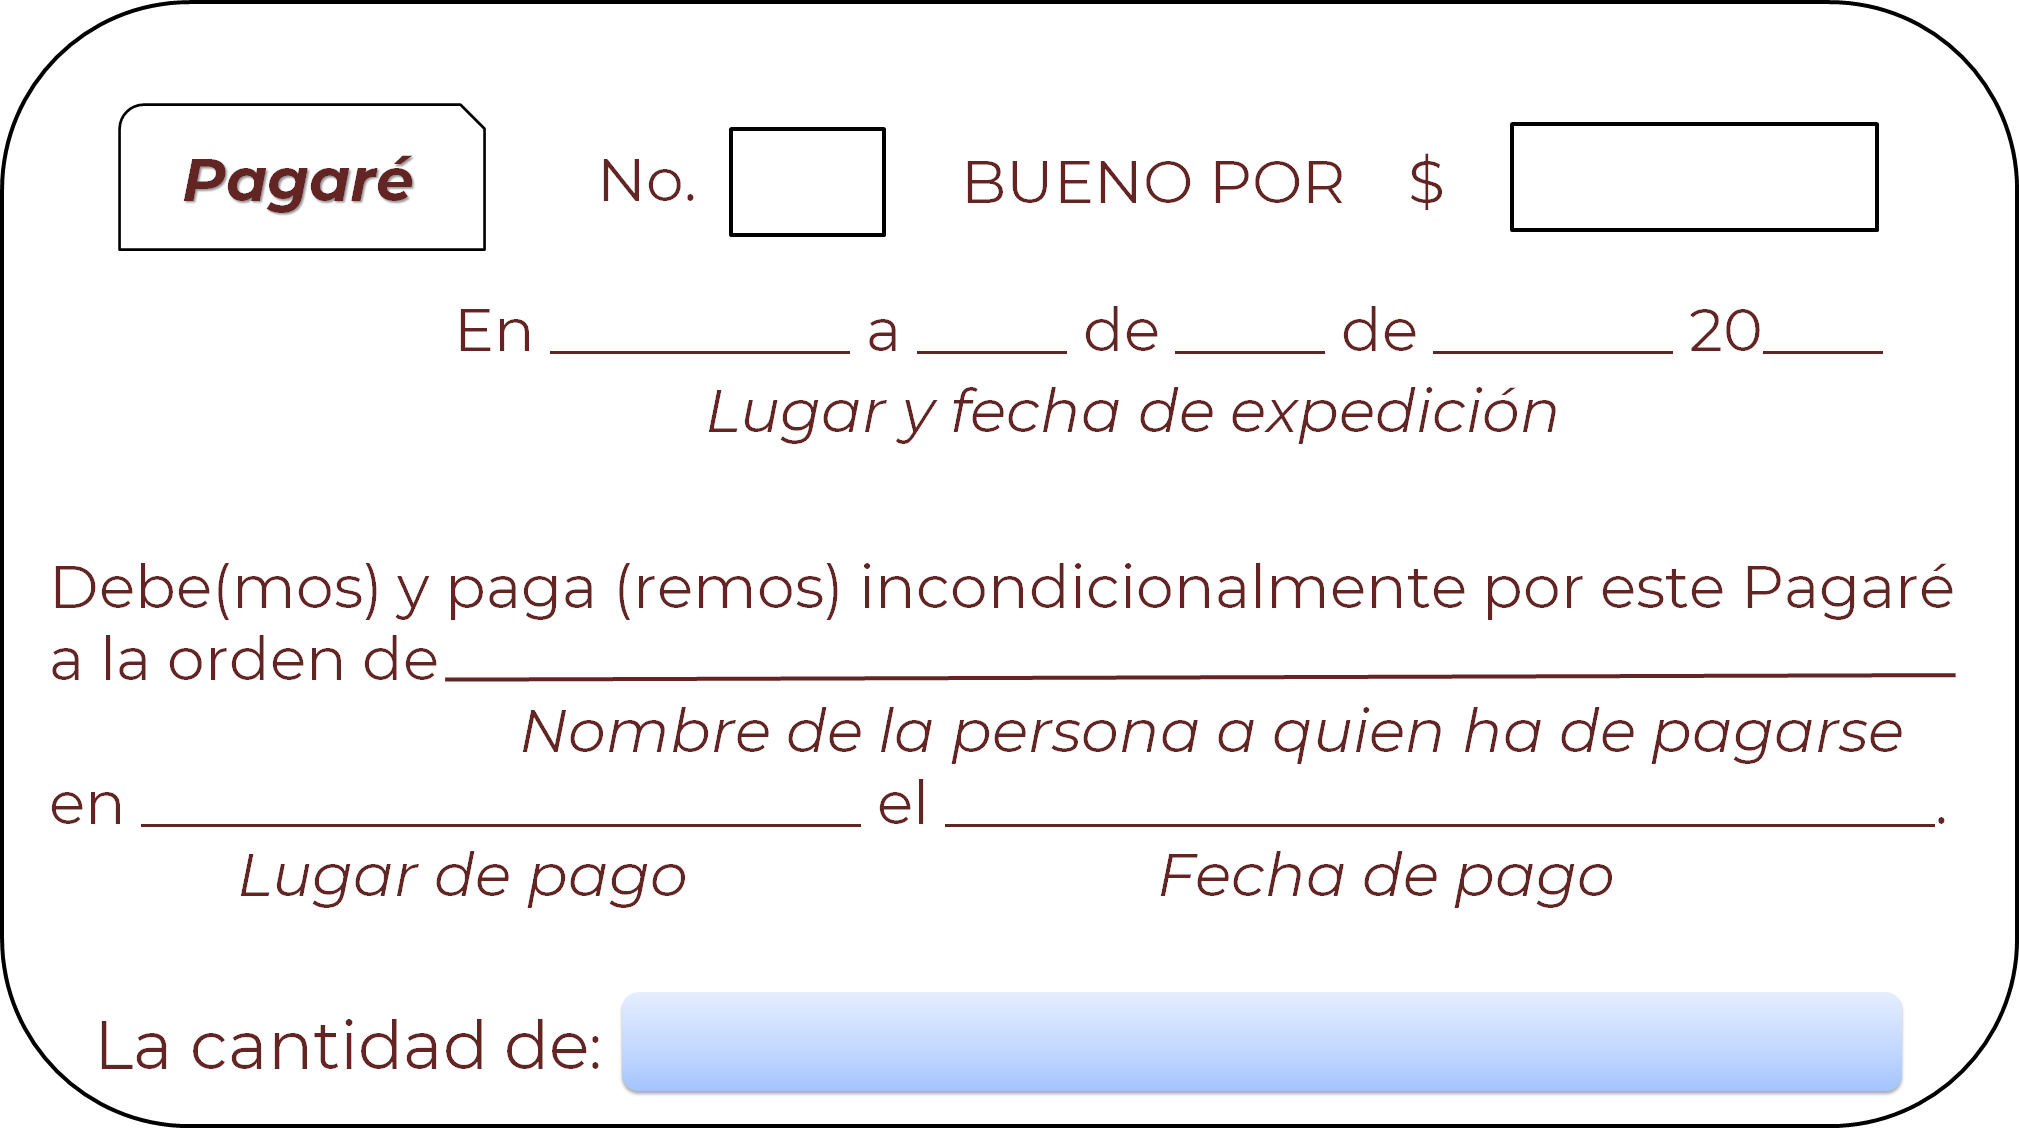 Pagaré No. BUENO POR $
En __________ a _____ de _____ de ________ 20____
Lugar y fecha de expedición
Debe(mos) y paga (remos) incondicionalmente por este Pagaré
a la orden de
Nombre de la persona a quien ha de pagarse
en ________________________ el _________________________________.
Lugar de pago Fecha de pago
La cantidad de: